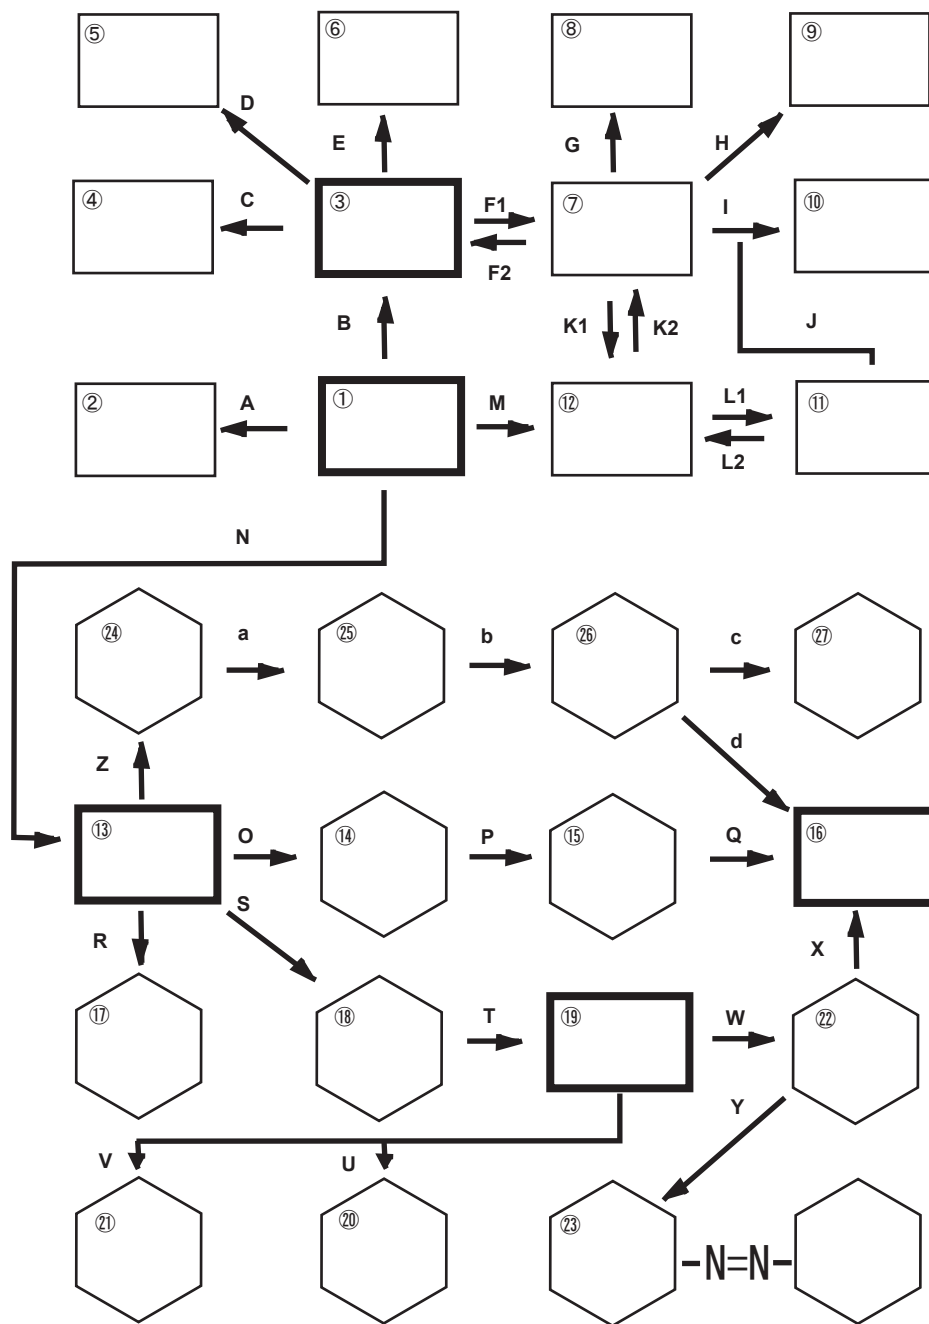 ⑤ ⑥ ⑧ ⑨
D E G H
④ C ③ F1 ⑦ I ⑩
F2
B K1 K2 J
② A ① M ⑫ L1 ⑪
L2
N
㉔ a ㉕ b ㉖ c ㉗
Z d
⑬ O ⑭ P ⑮ Q ⑯
R S X
⑰ ⑱ T ⑲ W ㉒
V U Y
㉑ ⑳ ㉓ N=N